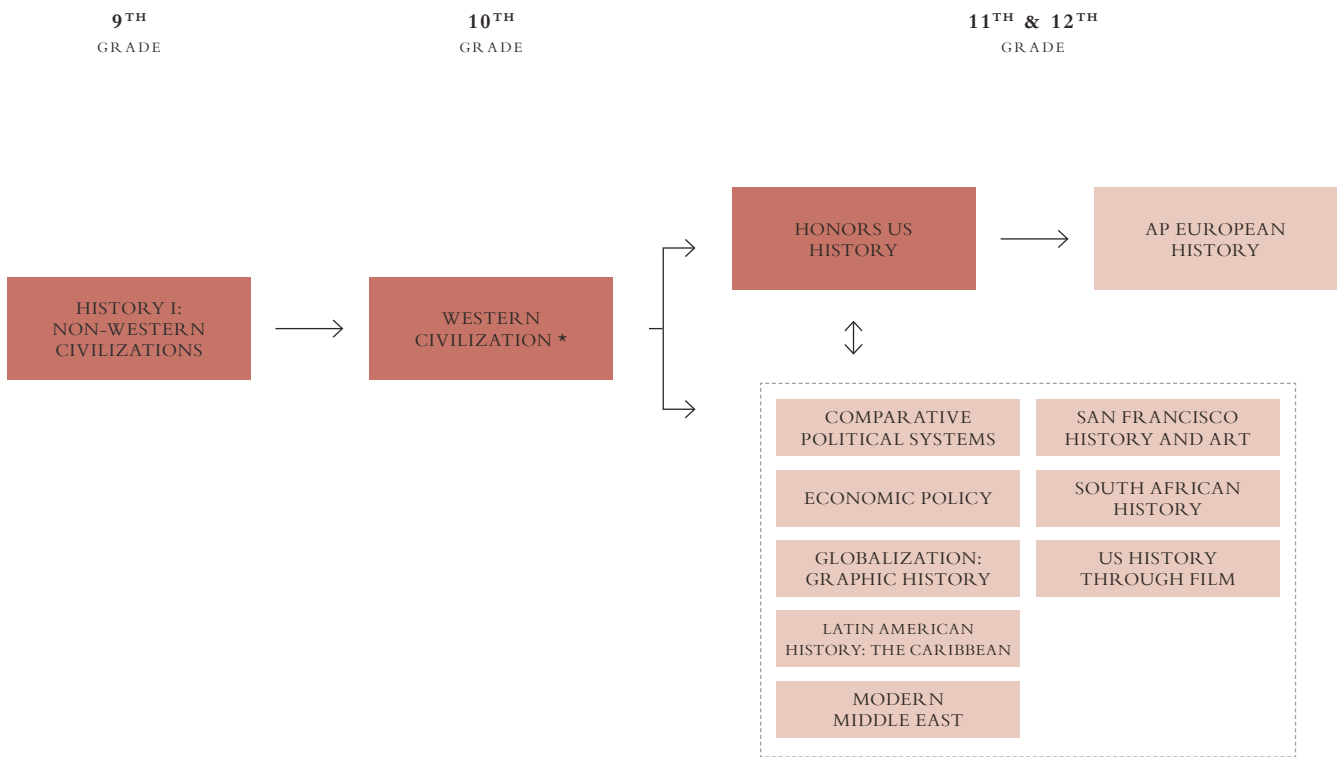 9TH
GRADE
10TH
GRADE
11TH & 12TH
GRADE
HISTORY I:
NON-WESTERN
CIVILIZATIONS
WESTERN
CIVILIZATION ★
HONORS US
HISTORY
AP EUROPEAN
HISTORY
COMPARATIVE
POLITICAL SYSTEMS
SAN FRANCISCO
HISTORY AND ART
ECONOMIC POLICY
SOUTH AFRICAN
HISTORY
GLOBALIZATION:
GRAPHIC HISTORY
US HISTORY
THROUGH FILM
LATIN AMERICAN
HISTORY: THE CARIBBEAN
MODERN
MIDDLE EAST